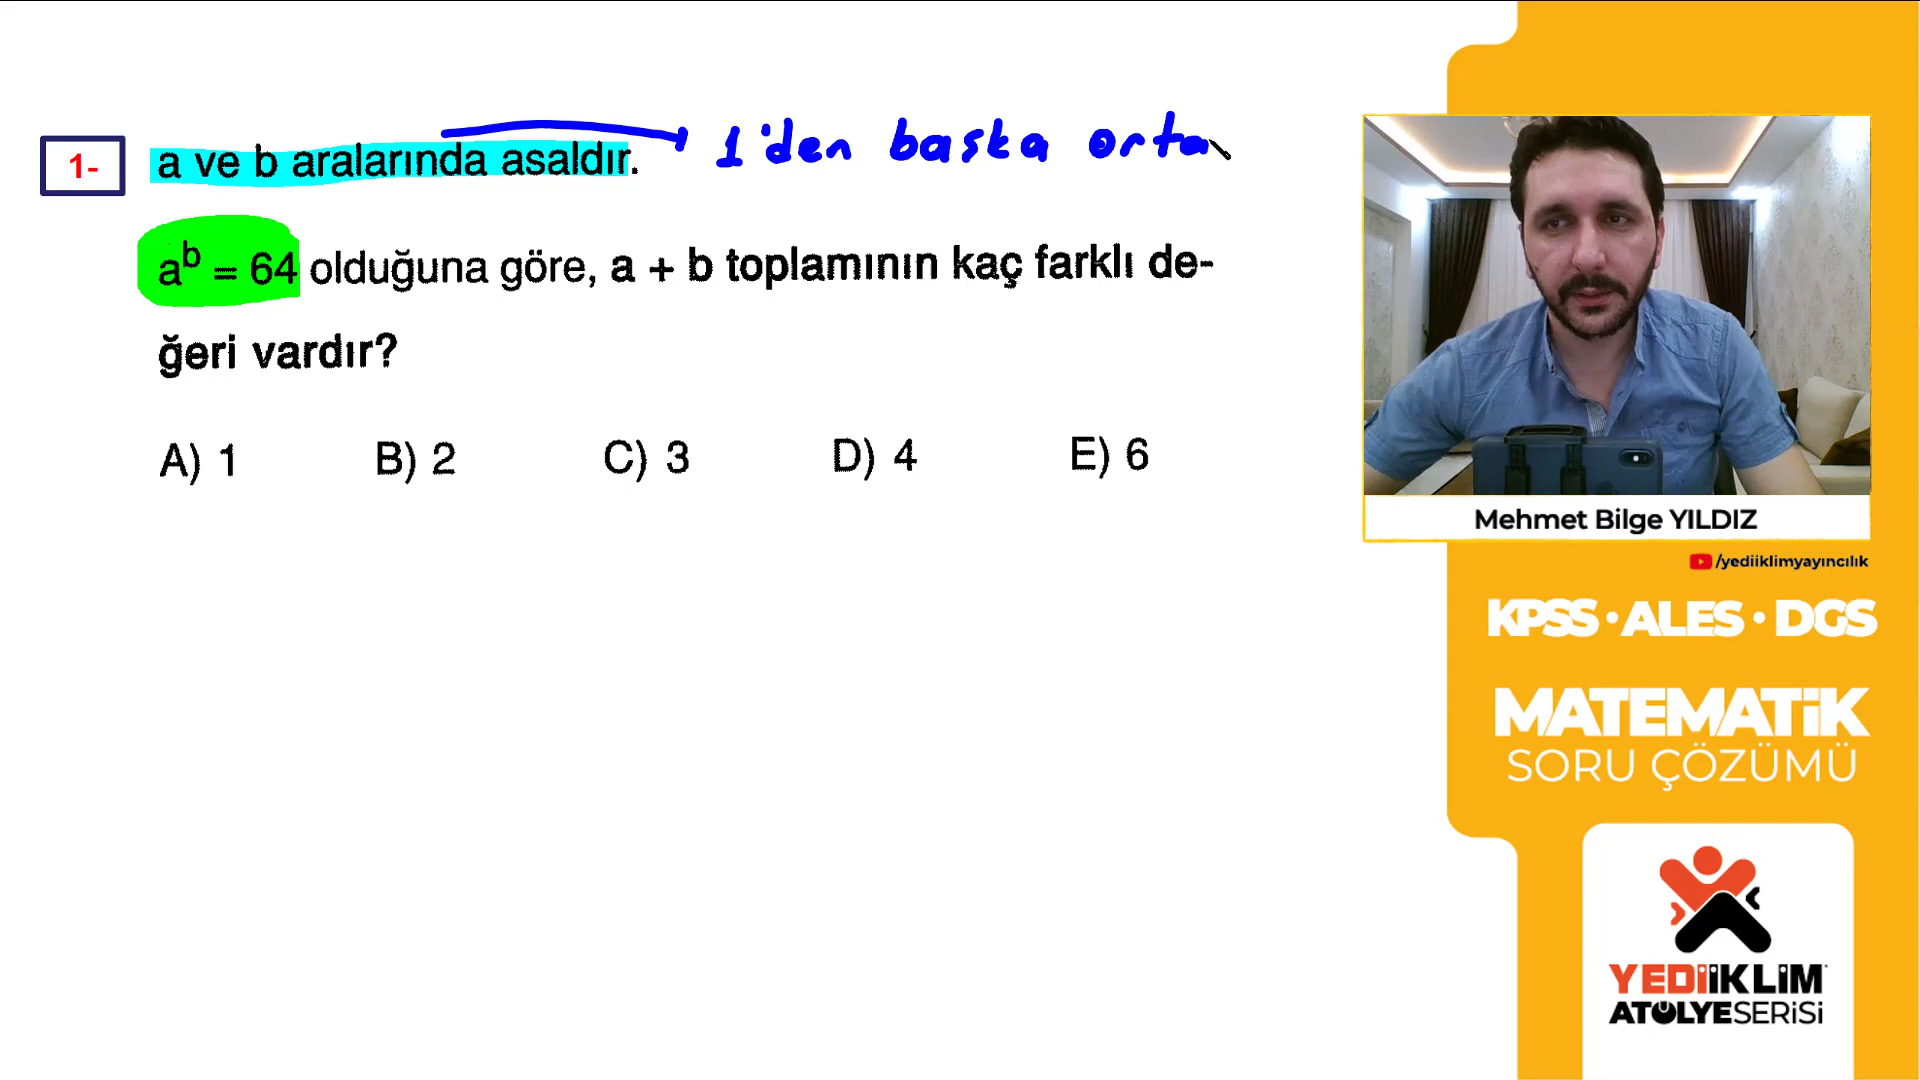 1- a ve b aralarında asaldır. 1'den başka orta
a^b = 64 olduğuna göre, a + b toplamının kaç farklı de-
ğeri vardır?
A) 1 B) 2 C) 3 D) 4 E) 6
Mehmet Bilge YILDIZ
/yediiklimyayıncılık
KPSS • ALES • DGS
MATEMATİK
SORU ÇÖZÜMÜ
YEDİİKLİM
ATÖLYESERİSİ